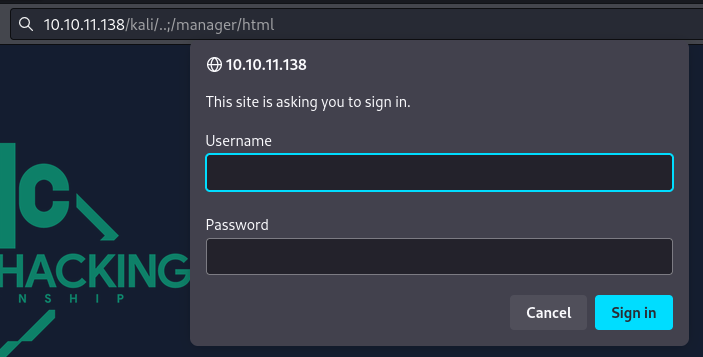 10.10.11.138/kali/..;/manager/html
10.10.11.138
This site is asking you to sign in.
Username
Password
Cancel Sign in
c
HACKING
NSHIP